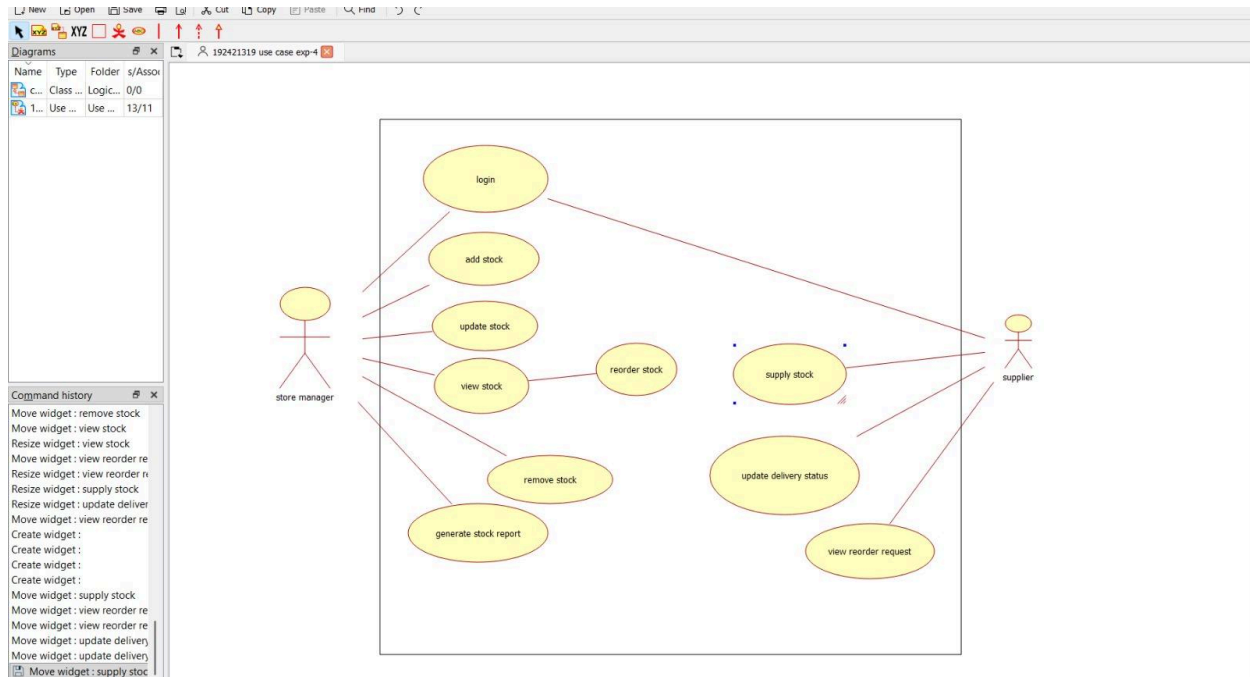 New Open Save Cut Copy Paste Find
XYZ
Diagrams
192421319 use case exp-4
Name Type Folder s/Assoc
c... Class ... Logic... 0/0
1... Use ... Use ... 13/11
login
add stock
update stock
view stock
reorder stock
supply stock
store manager
supplier
remove stock
update delivery status
generate stock report
view reorder request
Command history
Move widget : remove stock
Move widget : view stock
Resize widget : view stock
Move widget : view reorder re
Resize widget : view reorder re
Resize widget : supply stock
Resize widget : update deliver
Move widget : view reorder re
Create widget :
Create widget :
Create widget :
Create widget :
Move widget : supply stock
Move widget : view reorder re
Move widget : view reorder re
Move widget : update delivery
Move widget : update delivery
Move widget : supply stoc